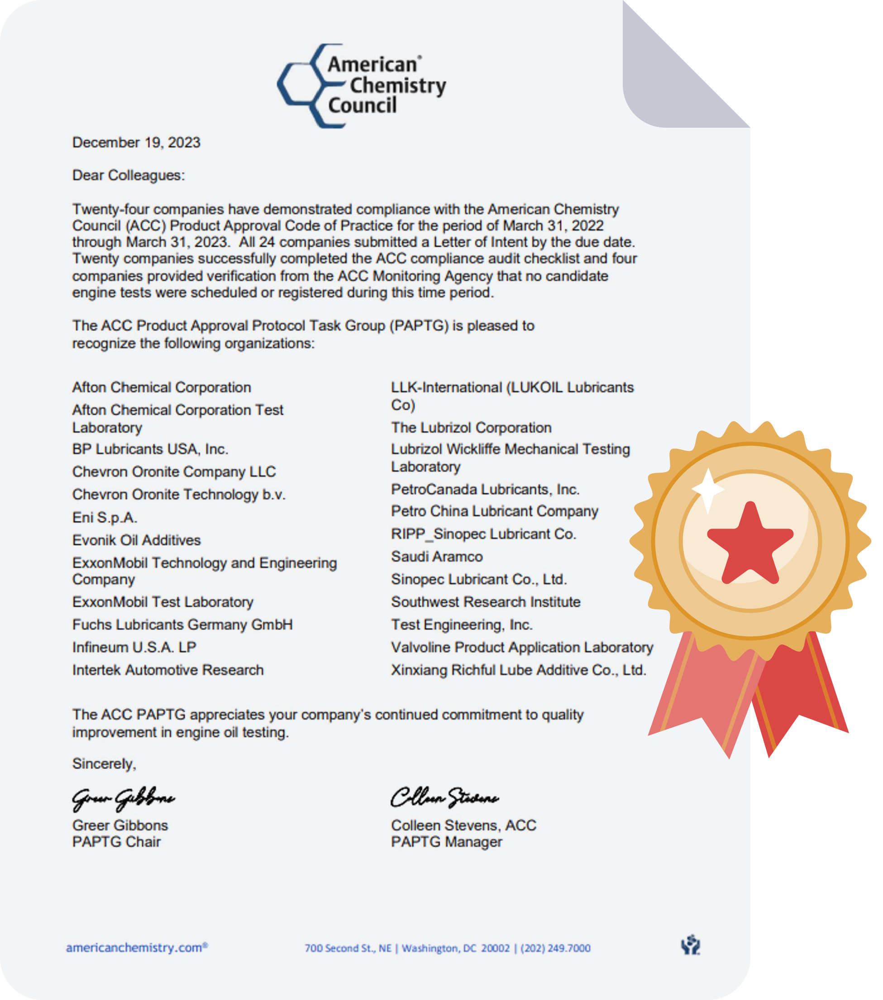 American®
Chemistry
Council
December 19, 2023
Dear Colleagues:
Twenty-four companies have demonstrated compliance with the American Chemistry
Council (ACC) Product Approval Code of Practice for the period of March 31, 2022
through March 31, 2023.  All 24 companies submitted a Letter of Intent by the due date.
Twenty companies successfully completed the ACC compliance audit checklist and four
companies provided verification from the ACC Monitoring Agency that no candidate
engine tests were scheduled or registered during this time period.
The ACC Product Approval Protocol Task Group (PAPTG) is pleased to
recognize the following organizations:
Afton Chemical Corporation
Afton Chemical Corporation Test
Laboratory
BP Lubricants USA, Inc.
Chevron Oronite Company LLC
Chevron Oronite Technology b.v.
Eni S.p.A.
Evonik Oil Additives
ExxonMobil Technology and Engineering
Company
ExxonMobil Test Laboratory
Fuchs Lubricants Germany GmbH
Infineum U.S.A. LP
Intertek Automotive Research
LLK-International (LUKOIL Lubricants
Co)
The Lubrizol Corporation
Lubrizol Wickliffe Mechanical Testing
Laboratory
PetroCanada Lubricants, Inc.
Petro China Lubricant Company
RIPP_Sinopec Lubricant Co.
Saudi Aramco
Sinopec Lubricant Co., Ltd.
Southwest Research Institute
Test Engineering, Inc.
Valvoline Product Application Laboratory
Xinxiang Richful Lube Additive Co., Ltd.
The ACC PAPTG appreciates your company's continued commitment to quality
improvement in engine oil testing.
Sincerely,
Greer Gibbons
Colleen Stevens
Greer Gibbons
PAPTG Chair
Colleen Stevens, ACC
PAPTG Manager
americanchemistry.com®
700 Second St., NE | Washington, DC 20002 | (202) 249.7000